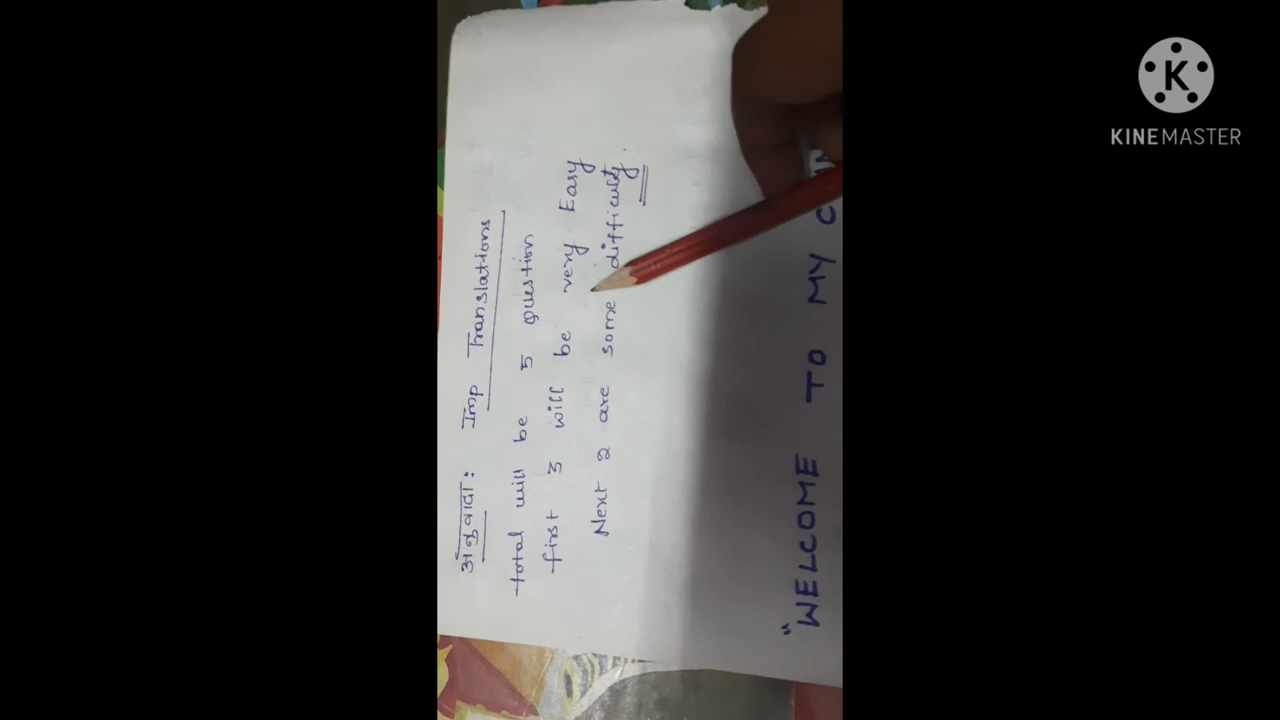 अनुवादः Imp Translations
total will be 5 question
first 3 will be very Easy
Next 2 are some difficulty.
"WELCOME TO MY
KINEMASTER